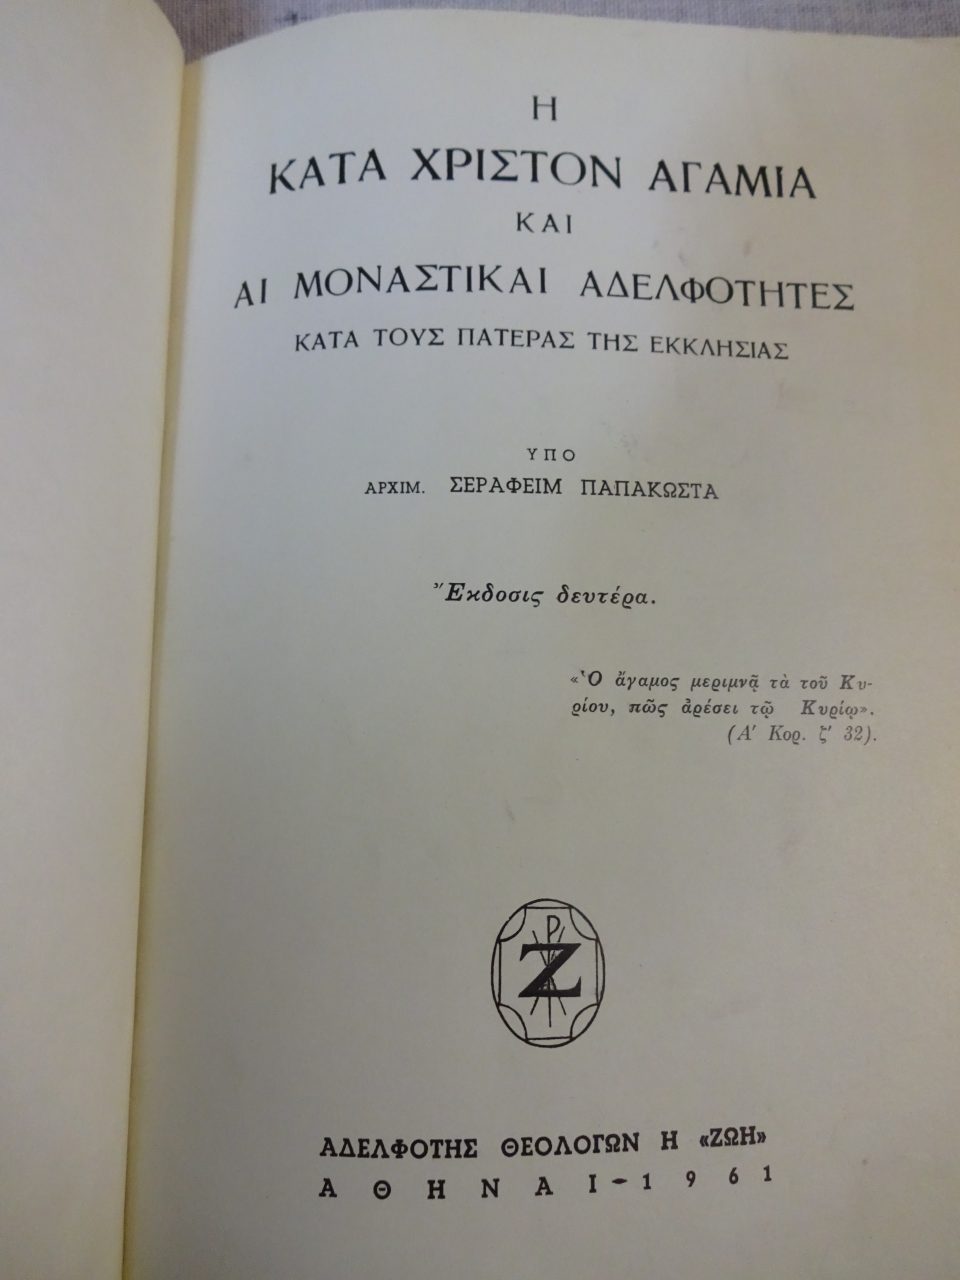 Η
ΚΑΤΑ ΧΡΙΣΤΟΝ ΑΓΑΜΙΑ
ΚΑΙ
ΑΙ ΜΟΝΑΣΤΙΚΑΙ ΑΔΕΛΦΟΤΗΤΕΣ
ΚΑΤΑ ΤΟΥΣ ΠΑΤΕΡΑΣ ΤΗΣ ΕΚΚΛΗΣΙΑΣ
ΥΠΟ
ΑΡΧΙΜ. ΣΕΡΑΦΕΙΜ ΠΑΠΑΚΩΣΤΑ
Ἔκδοσις δευτέρα.
«Ὁ ἄγαμος μεριμνᾷ τὰ τοῦ Κυ-
ρίου, πῶς ἀρέσει τῷ Κυρίῳ».
(Α' Κορ. ζ' 32).
Ρ
Ζ
ΑΔΕΛΦΟΤΗΣ ΘΕΟΛΟΓΩΝ Η «ΖΩΗ»
ΑΘΗΝΑΙ-1961